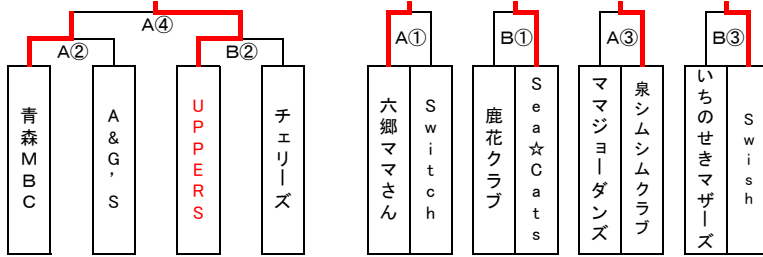 A④
A②
B②
A①
B①
A③
B③
青森MBC
A&G'S
UPPERS
チェリーズ
六郷ママさん
Switch
鹿花クラブ
Sea☆Cats
ママジョーダンズ
泉シムシムクラブ
いちのせきマザーズ
Swish